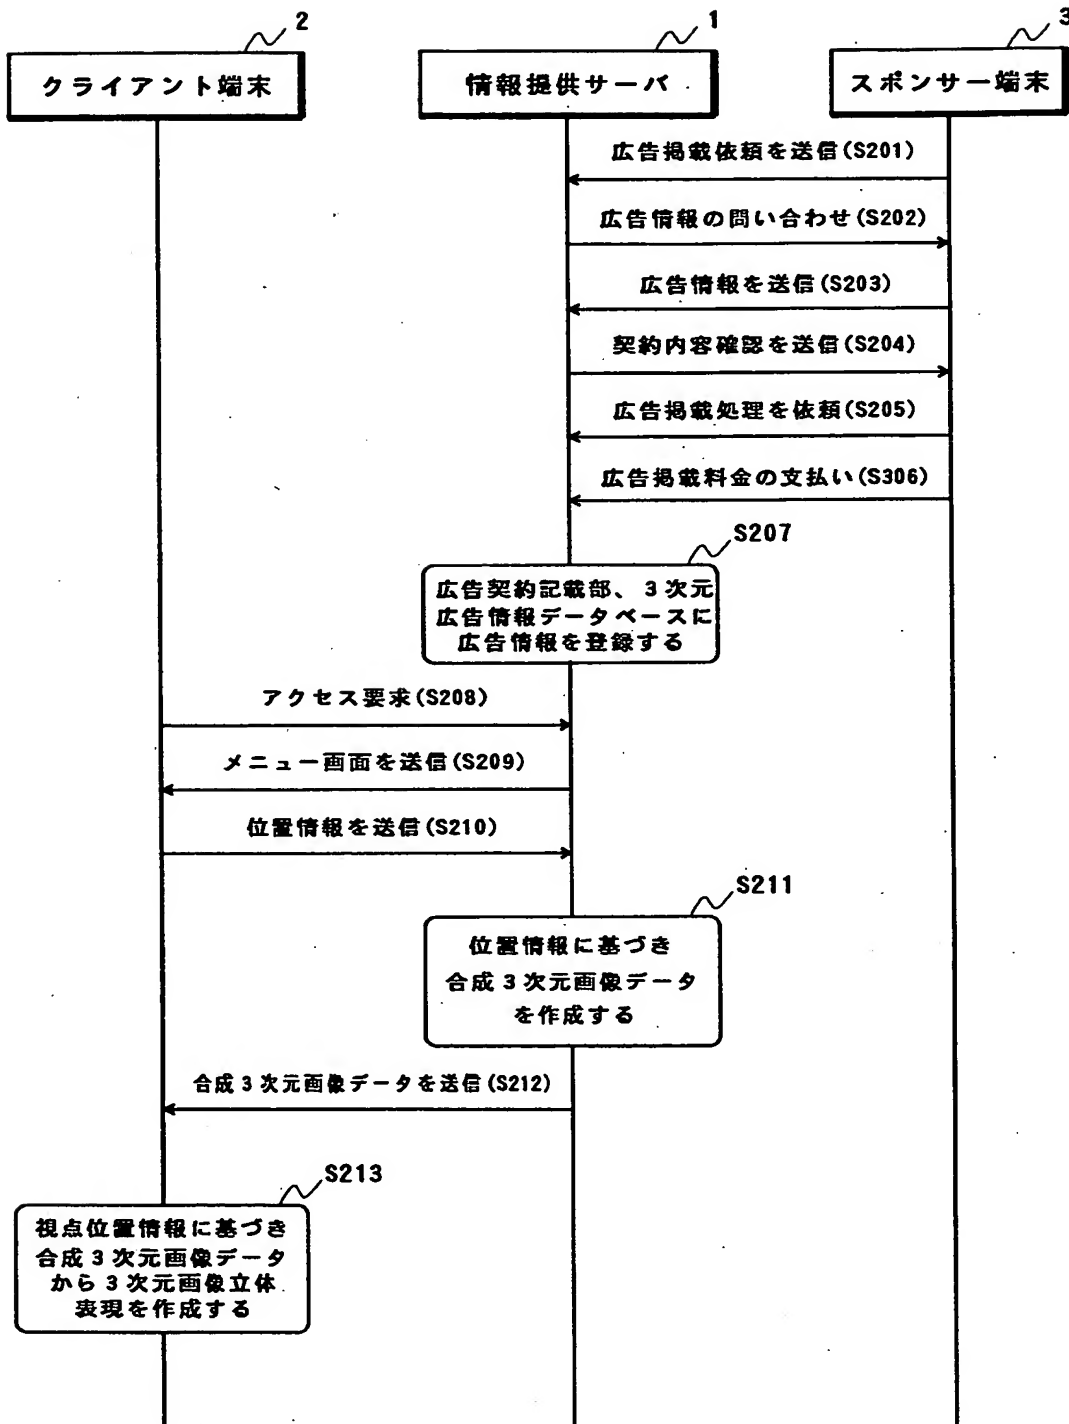 2
1
3
クライアント端末
情報提供サーバ
スポンサー端末
広告掲載依頼を送信(S201)
広告情報の問い合わせ(S202)
広告情報を送信(S203)
契約内容確認を送信(S204)
広告掲載処理を依頼(S205)
広告掲載料金の支払い(S306)
S207
広告契約記載部、3次元
広告情報データベースに
広告情報を登録する
アクセス要求(S208)
メニュー画面を送信(S209)
位置情報を送信(S210)
S211
位置情報に基づき
合成3次元画像データ
を作成する
合成3次元画像データを送信(S212)
S213
視点位置情報に基づき
合成3次元画像データ
から3次元画像立体
表現を作成する